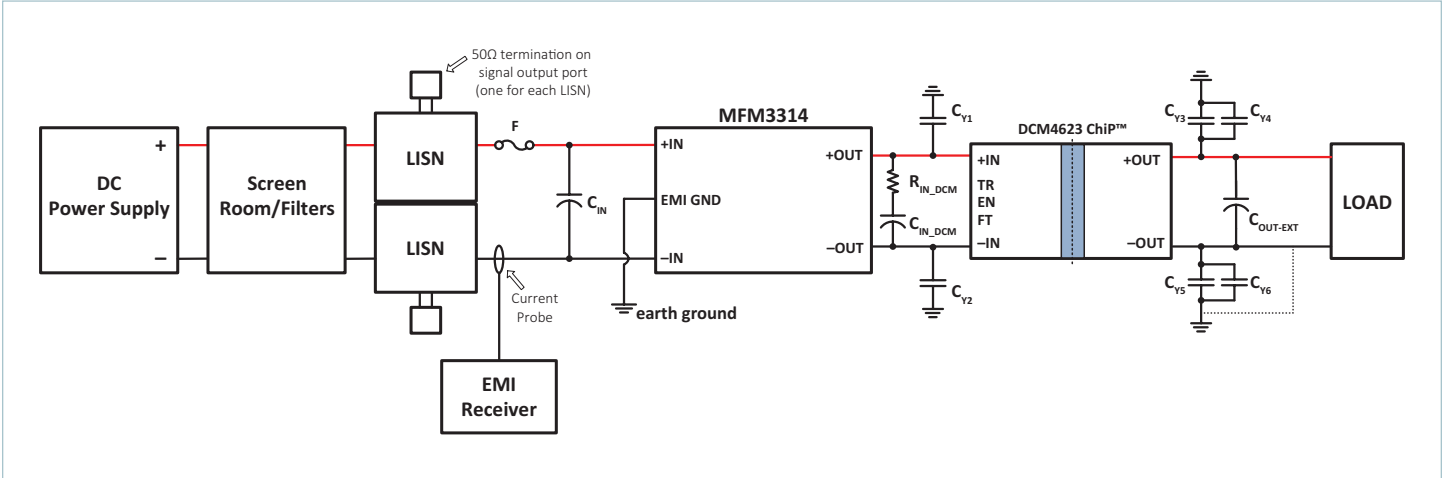 50Ω termination on
signal output port
(one for each LISN)
DC
Power Supply
+
–
Screen
Room/Filters
LISN
LISN
F
C_IN
Current
Probe
EMI
Receiver
MFM3314
+IN
EMI GND
–IN
+OUT
–OUT
earth ground
C_Y1
R_IN_DCM
C_IN_DCM
C_Y2
DCM4623 ChiP™
+IN
TR
EN
FT
–IN
+OUT
–OUT
C_Y3
C_Y4
C_OUT-EXT
C_Y5
C_Y6
LOAD